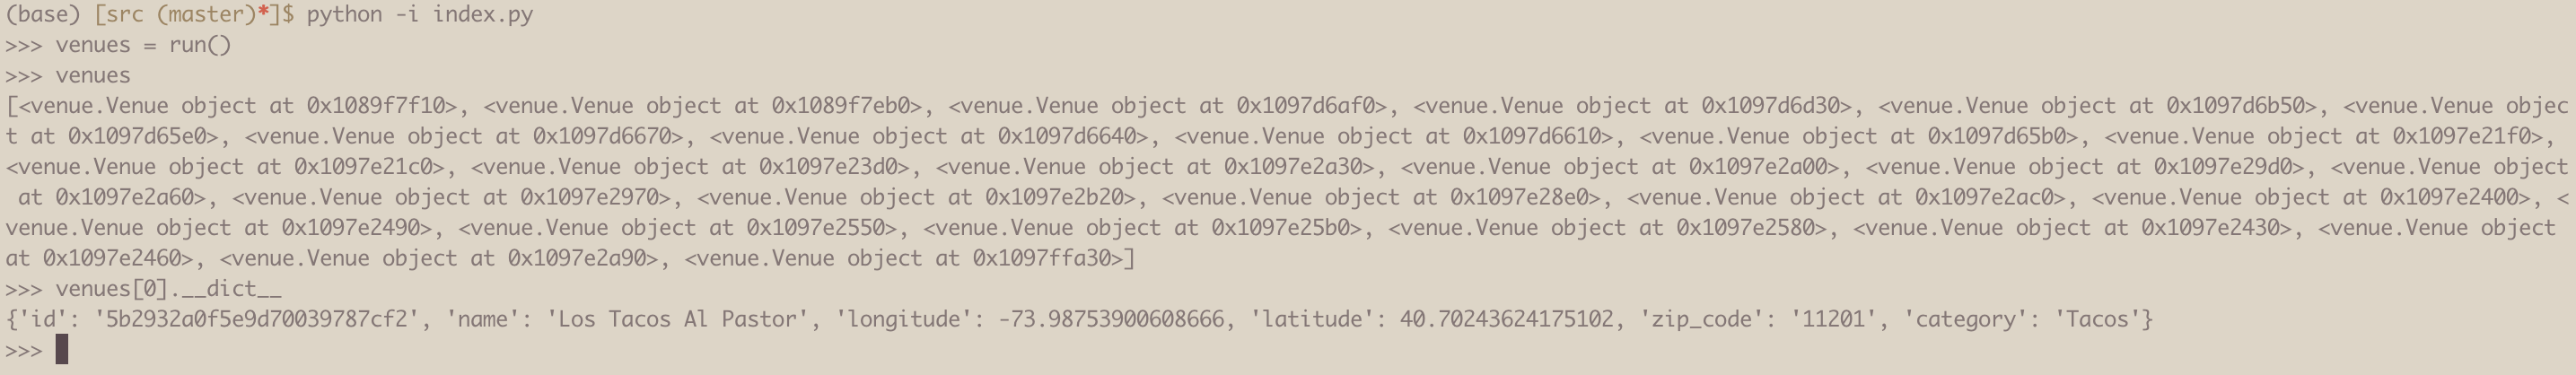 (base) [src (master)*]$ python -i index.py
>>> venues = run()
>>> venues
[<venue.Venue object at 0x1089f7f10>, <venue.Venue object at 0x1089f7eb0>, <venue.Venue object at 0x1097d6af0>, <venue.Venue object at 0x1097d6d30>, <venue.Venue object at 0x1097d6b50>, <venue.Venue objec
t at 0x1097d65e0>, <venue.Venue object at 0x1097d6670>, <venue.Venue object at 0x1097d6640>, <venue.Venue object at 0x1097d6610>, <venue.Venue object at 0x1097d65b0>, <venue.Venue object at 0x1097e21f0>,
<venue.Venue object at 0x1097e21c0>, <venue.Venue object at 0x1097e23d0>, <venue.Venue object at 0x1097e2a30>, <venue.Venue object at 0x1097e2a00>, <venue.Venue object at 0x1097e29d0>, <venue.Venue object
 at 0x1097e2a60>, <venue.Venue object at 0x1097e2970>, <venue.Venue object at 0x1097e2b20>, <venue.Venue object at 0x1097e28e0>, <venue.Venue object at 0x1097e2ac0>, <venue.Venue object at 0x1097e2400>, <
venue.Venue object at 0x1097e2490>, <venue.Venue object at 0x1097e2550>, <venue.Venue object at 0x1097e25b0>, <venue.Venue object at 0x1097e2580>, <venue.Venue object at 0x1097e2430>, <venue.Venue object
at 0x1097e2460>, <venue.Venue object at 0x1097e2a90>, <venue.Venue object at 0x1097ffa30>]
>>> venues[0].__dict__
{'id': '5b2932a0f5e9d70039787cf2', 'name': 'Los Tacos Al Pastor', 'longitude': -73.98753900608666, 'latitude': 40.70243624175102, 'zip_code': '11201', 'category': 'Tacos'}
>>>